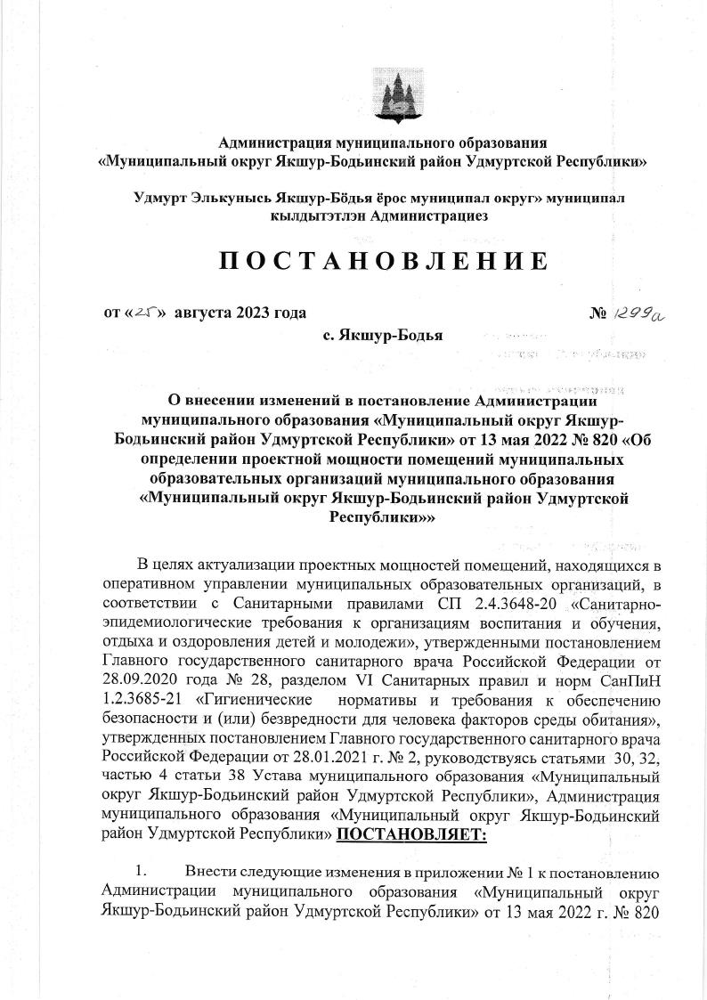 Администрация муниципального образования
«Муниципальный округ Якшур-Бодьинский район Удмуртской Республики»
Удмурт Элькунысь Якшур-Бӧдья ёрос муниципал округ» муниципал
кылдытэтлэн Администрациез
П О С Т А Н О В Л Е Н И Е
от «25» августа 2023 года № 1299а
с. Якшур-Бодья
О внесении изменений в постановление Администрации
муниципального образования «Муниципальный округ Якшур-
Бодьинский район Удмуртской Республики» от 13 мая 2022 № 820 «Об
определении проектной мощности помещений муниципальных
образовательных организаций муниципального образования
«Муниципальный округ Якшур-Бодьинский район Удмуртской
Республики»»
В целях актуализации проектных мощностей помещений, находящихся в
оперативном управлении муниципальных образовательных организаций, в
соответствии с Санитарными правилами СП 2.4.3648-20 «Санитарно-
эпидемиологические требования к организациям воспитания и обучения,
отдыха и оздоровления детей и молодежи», утвержденными постановлением
Главного государственного санитарного врача Российской Федерации от
28.09.2020 года № 28, разделом VI Санитарных правил и норм СанПиН
1.2.3685-21 «Гигиенические нормативы и требования к обеспечению
безопасности и (или) безвредности для человека факторов среды обитания»,
утвержденных постановлением Главного государственного санитарного врача
Российской Федерации от 28.01.2021 г. № 2, руководствуясь статьями 30, 32,
частью 4 статьи 38 Устава муниципального образования «Муниципальный
округ Якшур-Бодьинский район Удмуртской Республики», Администрация
муниципального образования «Муниципальный округ Якшур-Бодьинский
район Удмуртской Республики» ПОСТАНОВЛЯЕТ:
1. Внести следующие изменения в приложении № 1 к постановлению
Администрации муниципального образования «Муниципальный округ
Якшур-Бодьинский район Удмуртской Республики» от 13 мая 2022 г. № 820